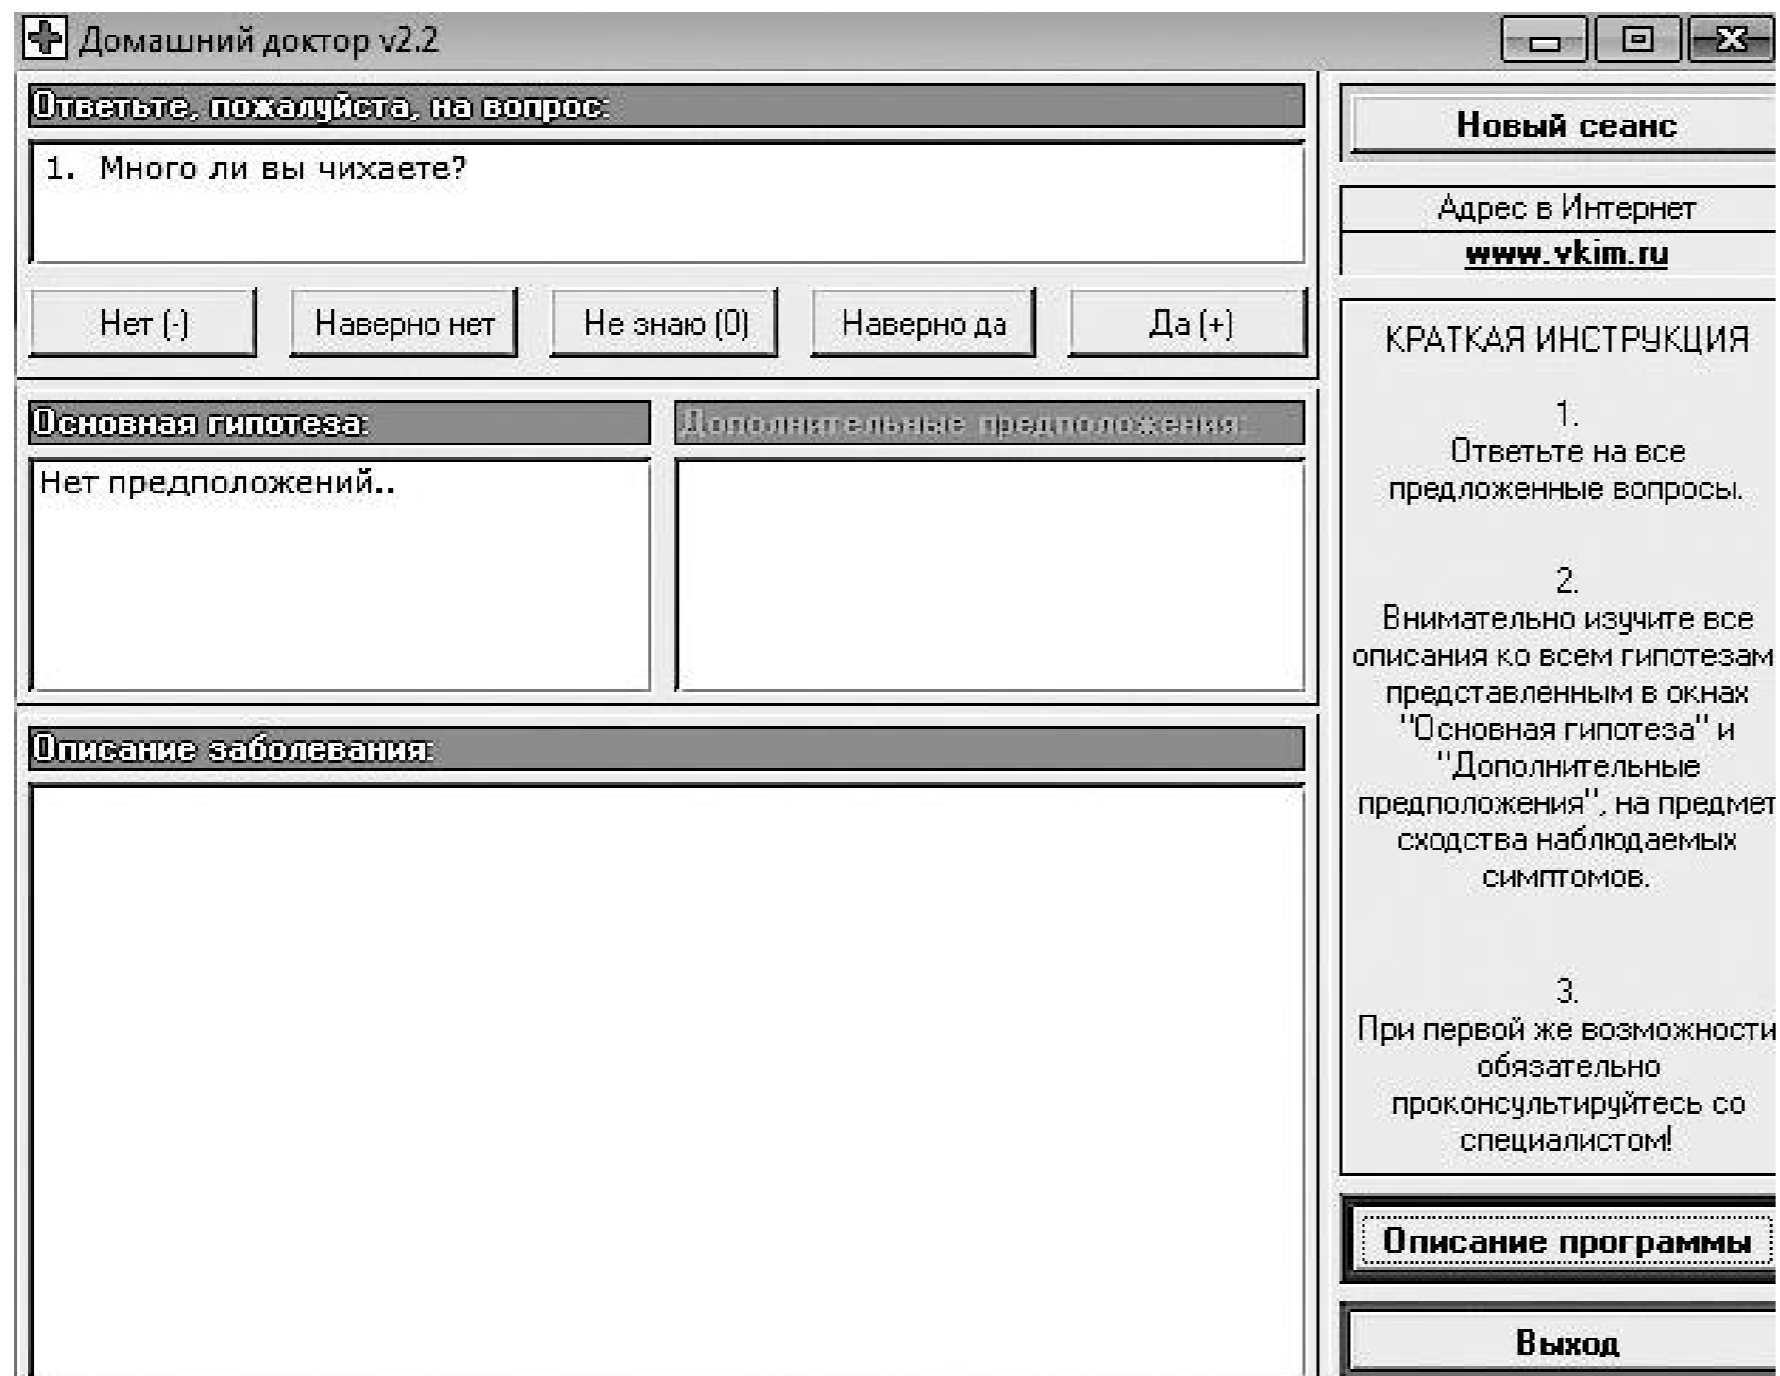 Домашний доктор v2.2
Ответьте, пожалуйста, на вопрос:
1. Много ли вы чихаете?
Нет (-)
Наверно нет
Не знаю (0)
Наверно да
Да (+)
Основная гипотеза:
Дополнительные предположения:
Нет предположений..
Описание заболевания:
Новый сеанс
Адрес в Интернет
www.vkim.ru
КРАТКАЯ ИНСТРУКЦИЯ
1.
Ответьте на все
предложенные вопросы.
2.
Внимательно изучите все
описания ко всем гипотезам
представленным в окнах
"Основная гипотеза" и
"Дополнительные
предположения", на предмет
сходства наблюдаемых
симптомов.
3.
При первой же возможности
обязательно
проконсультируйтесь со
специалистом!
Описание программы
Выход